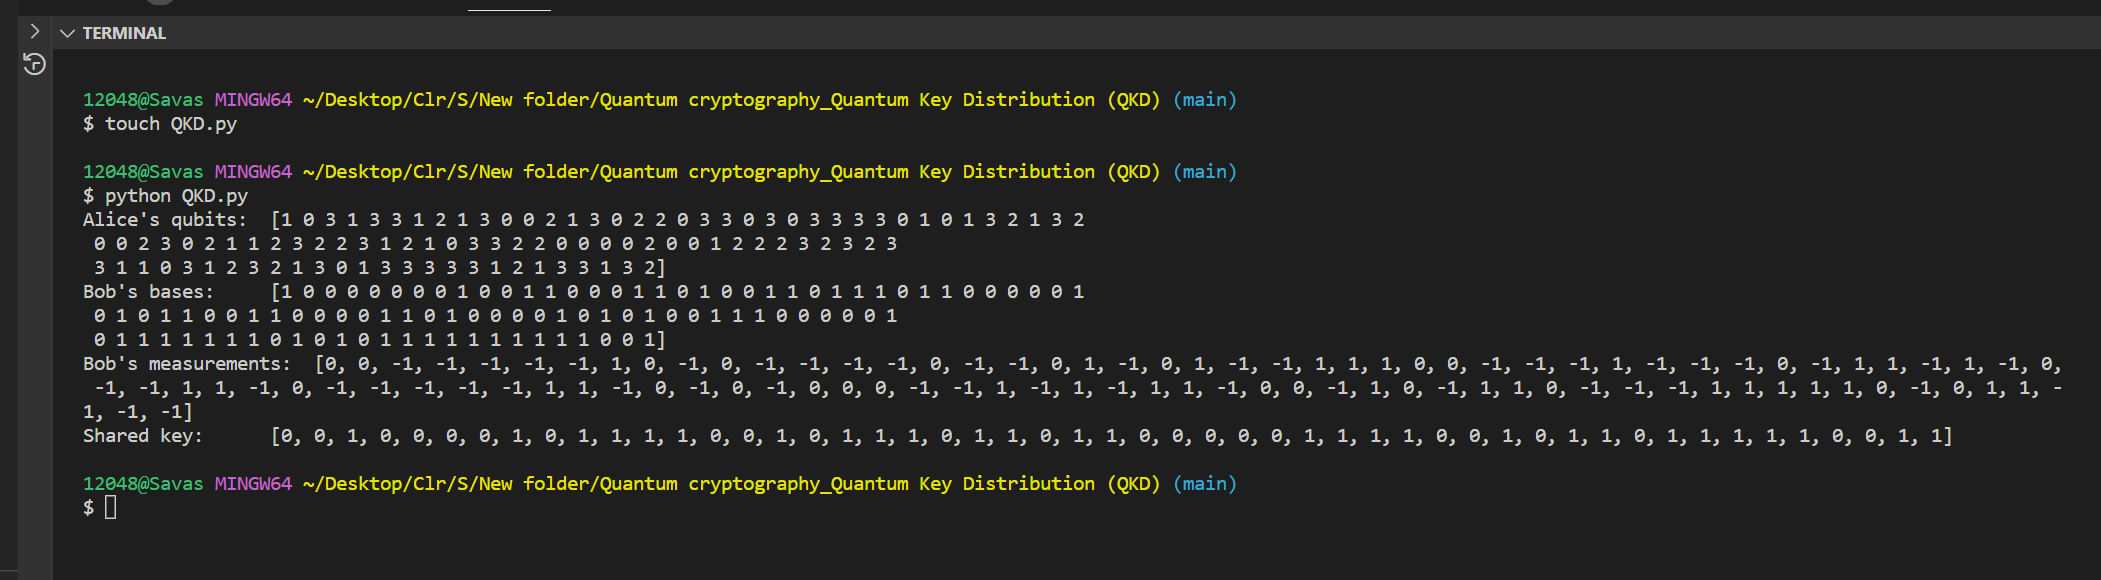 TERMINAL
12048@Savas MINGW64 ~/Desktop/Clr/S/New folder/Quantum cryptography_Quantum Key Distribution (QKD) (main)
$ touch QKD.py
12048@Savas MINGW64 ~/Desktop/Clr/S/New folder/Quantum cryptography_Quantum Key Distribution (QKD) (main)
$ python QKD.py
Alice's qubits:  [1 0 3 1 3 3 1 2 1 3 0 0 2 1 3 0 2 2 0 3 3 0 3 0 3 3 3 3 0 1 0 1 3 2 1 3 2
 0 0 2 3 0 2 1 1 2 3 2 2 3 1 2 1 0 3 3 2 2 0 0 0 0 2 0 0 1 2 2 2 3 2 3 2 3
 3 1 1 0 3 1 2 3 2 1 3 0 1 3 3 3 3 3 1 2 1 3 3 1 3 2]
Bob's bases:     [1 0 0 0 0 0 0 0 1 0 0 1 1 0 0 0 1 1 0 1 0 0 1 1 0 1 1 1 0 1 1 0 0 0 0 0 1
 0 1 0 1 1 0 0 1 1 0 0 0 0 1 1 0 1 0 0 0 0 1 0 1 0 1 0 0 1 1 1 0 0 0 0 0 1
 0 1 1 1 1 1 1 1 0 1 0 1 0 1 1 1 1 1 1 1 1 1 1 0 0 1]
Bob's measurements:  [0, 0, -1, -1, -1, -1, -1, 1, 0, -1, 0, -1, -1, -1, -1, 0, -1, -1, 0, 1, -1, 0, 1, -1, -1, 1, 1, 1, 0, 0, -1, -1, -1, 1, -1, -1, -1, 0, -1, 1, 1, -1, 1, -1, 0,
 -1, -1, 1, 1, -1, 0, -1, -1, -1, -1, -1, 1, 1, -1, 0, -1, 0, -1, 0, 0, 0, -1, -1, 1, -1, 1, -1, 1, 1, -1, 0, 0, -1, 1, 0, -1, 1, 1, 0, -1, -1, -1, 1, 1, 1, 1, 1, 0, -1, 0, 1, 1, -
1, -1, -1]
Shared key:      [0, 0, 1, 0, 0, 0, 0, 1, 0, 1, 1, 1, 1, 0, 0, 1, 0, 1, 1, 1, 0, 1, 1, 0, 1, 1, 0, 0, 0, 0, 0, 1, 1, 1, 1, 0, 0, 1, 0, 1, 1, 0, 1, 1, 1, 1, 1, 0, 0, 1, 1]
12048@Savas MINGW64 ~/Desktop/Clr/S/New folder/Quantum cryptography_Quantum Key Distribution (QKD) (main)
$